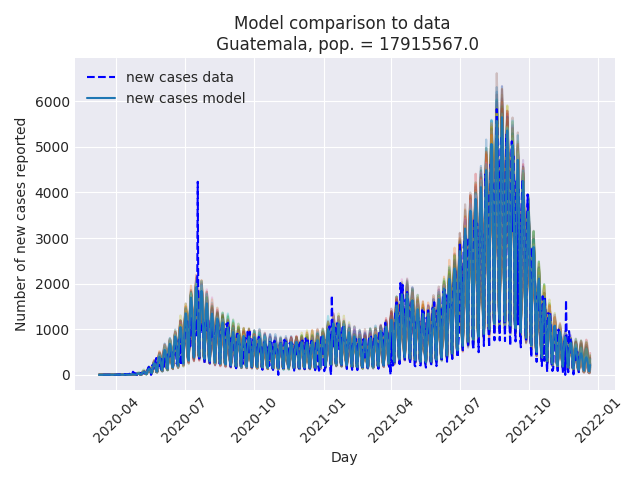 Model comparison to data
Guatemala, pop. = 17915567.0
new cases data
new cases model
Number of new cases reported
6000
5000
4000
3000
2000
1000
0
2020-04
2020-07
2020-10
2021-01
2021-04
2021-07
2021-10
2022-01
Day